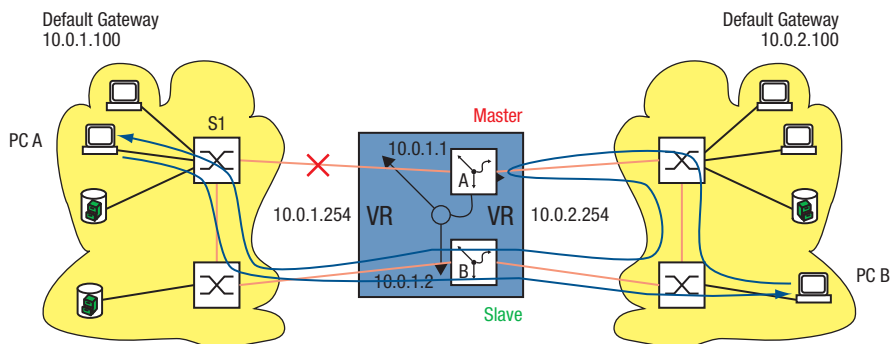 Default Gateway
10.0.1.100
Default Gateway
10.0.2.100
S1
Master
PC A
10.0.1.1
A
10.0.1.254
VR
VR
10.0.2.254
B
10.0.1.2
PC B
Slave